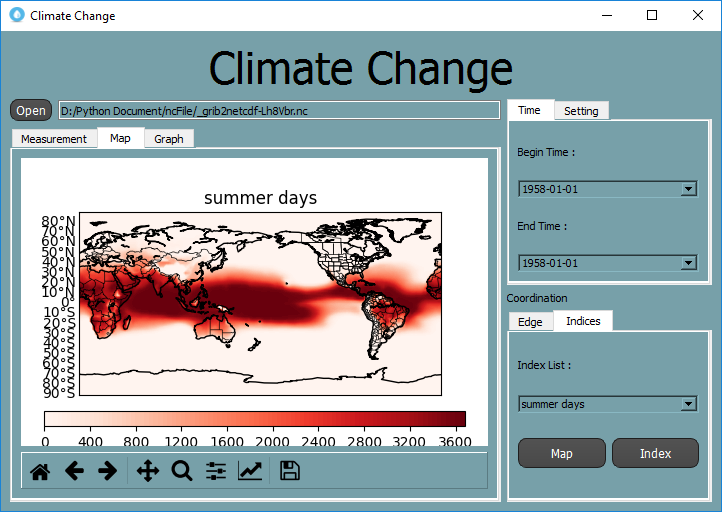 Climate Change
Climate Change
Open
D:/Python Document/ncFile/_grib2netcdf-Lh8Vbr.nc
Measurement
Map
Graph
summer days
80°N
70°N
60°N
50°N
40°N
30°N
20°N
10°N
0°
10°S
20°S
30°S
40°S
50°S
60°S
70°S
80°S
90°S
0 400 800 1200 1600 2000 2400 2800 3200 3600
Time
Setting
Begin Time :
1958-01-01
End Time :
1958-01-01
Coordination
Edge
Indices
Index List :
summer days
Map
Index